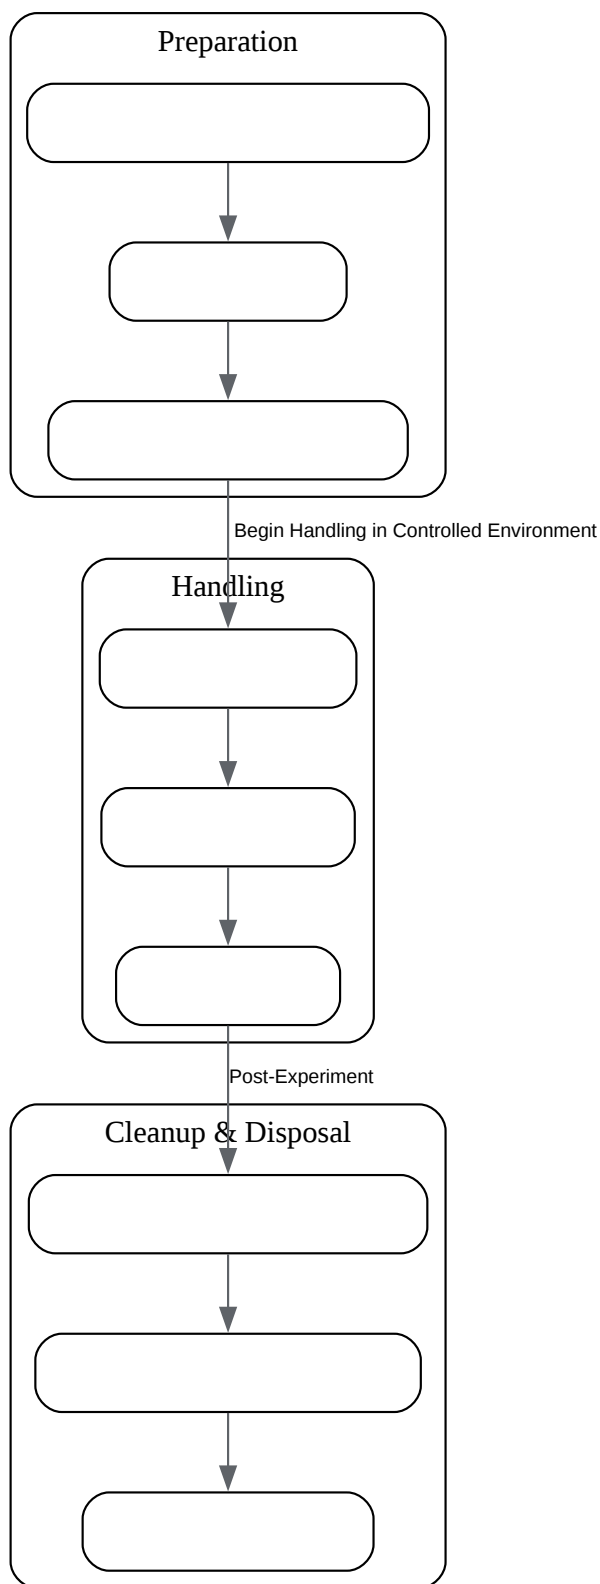 Preparation
Begin Handling in Controlled Environment
Handling
Post-Experiment
Cleanup & Disposal